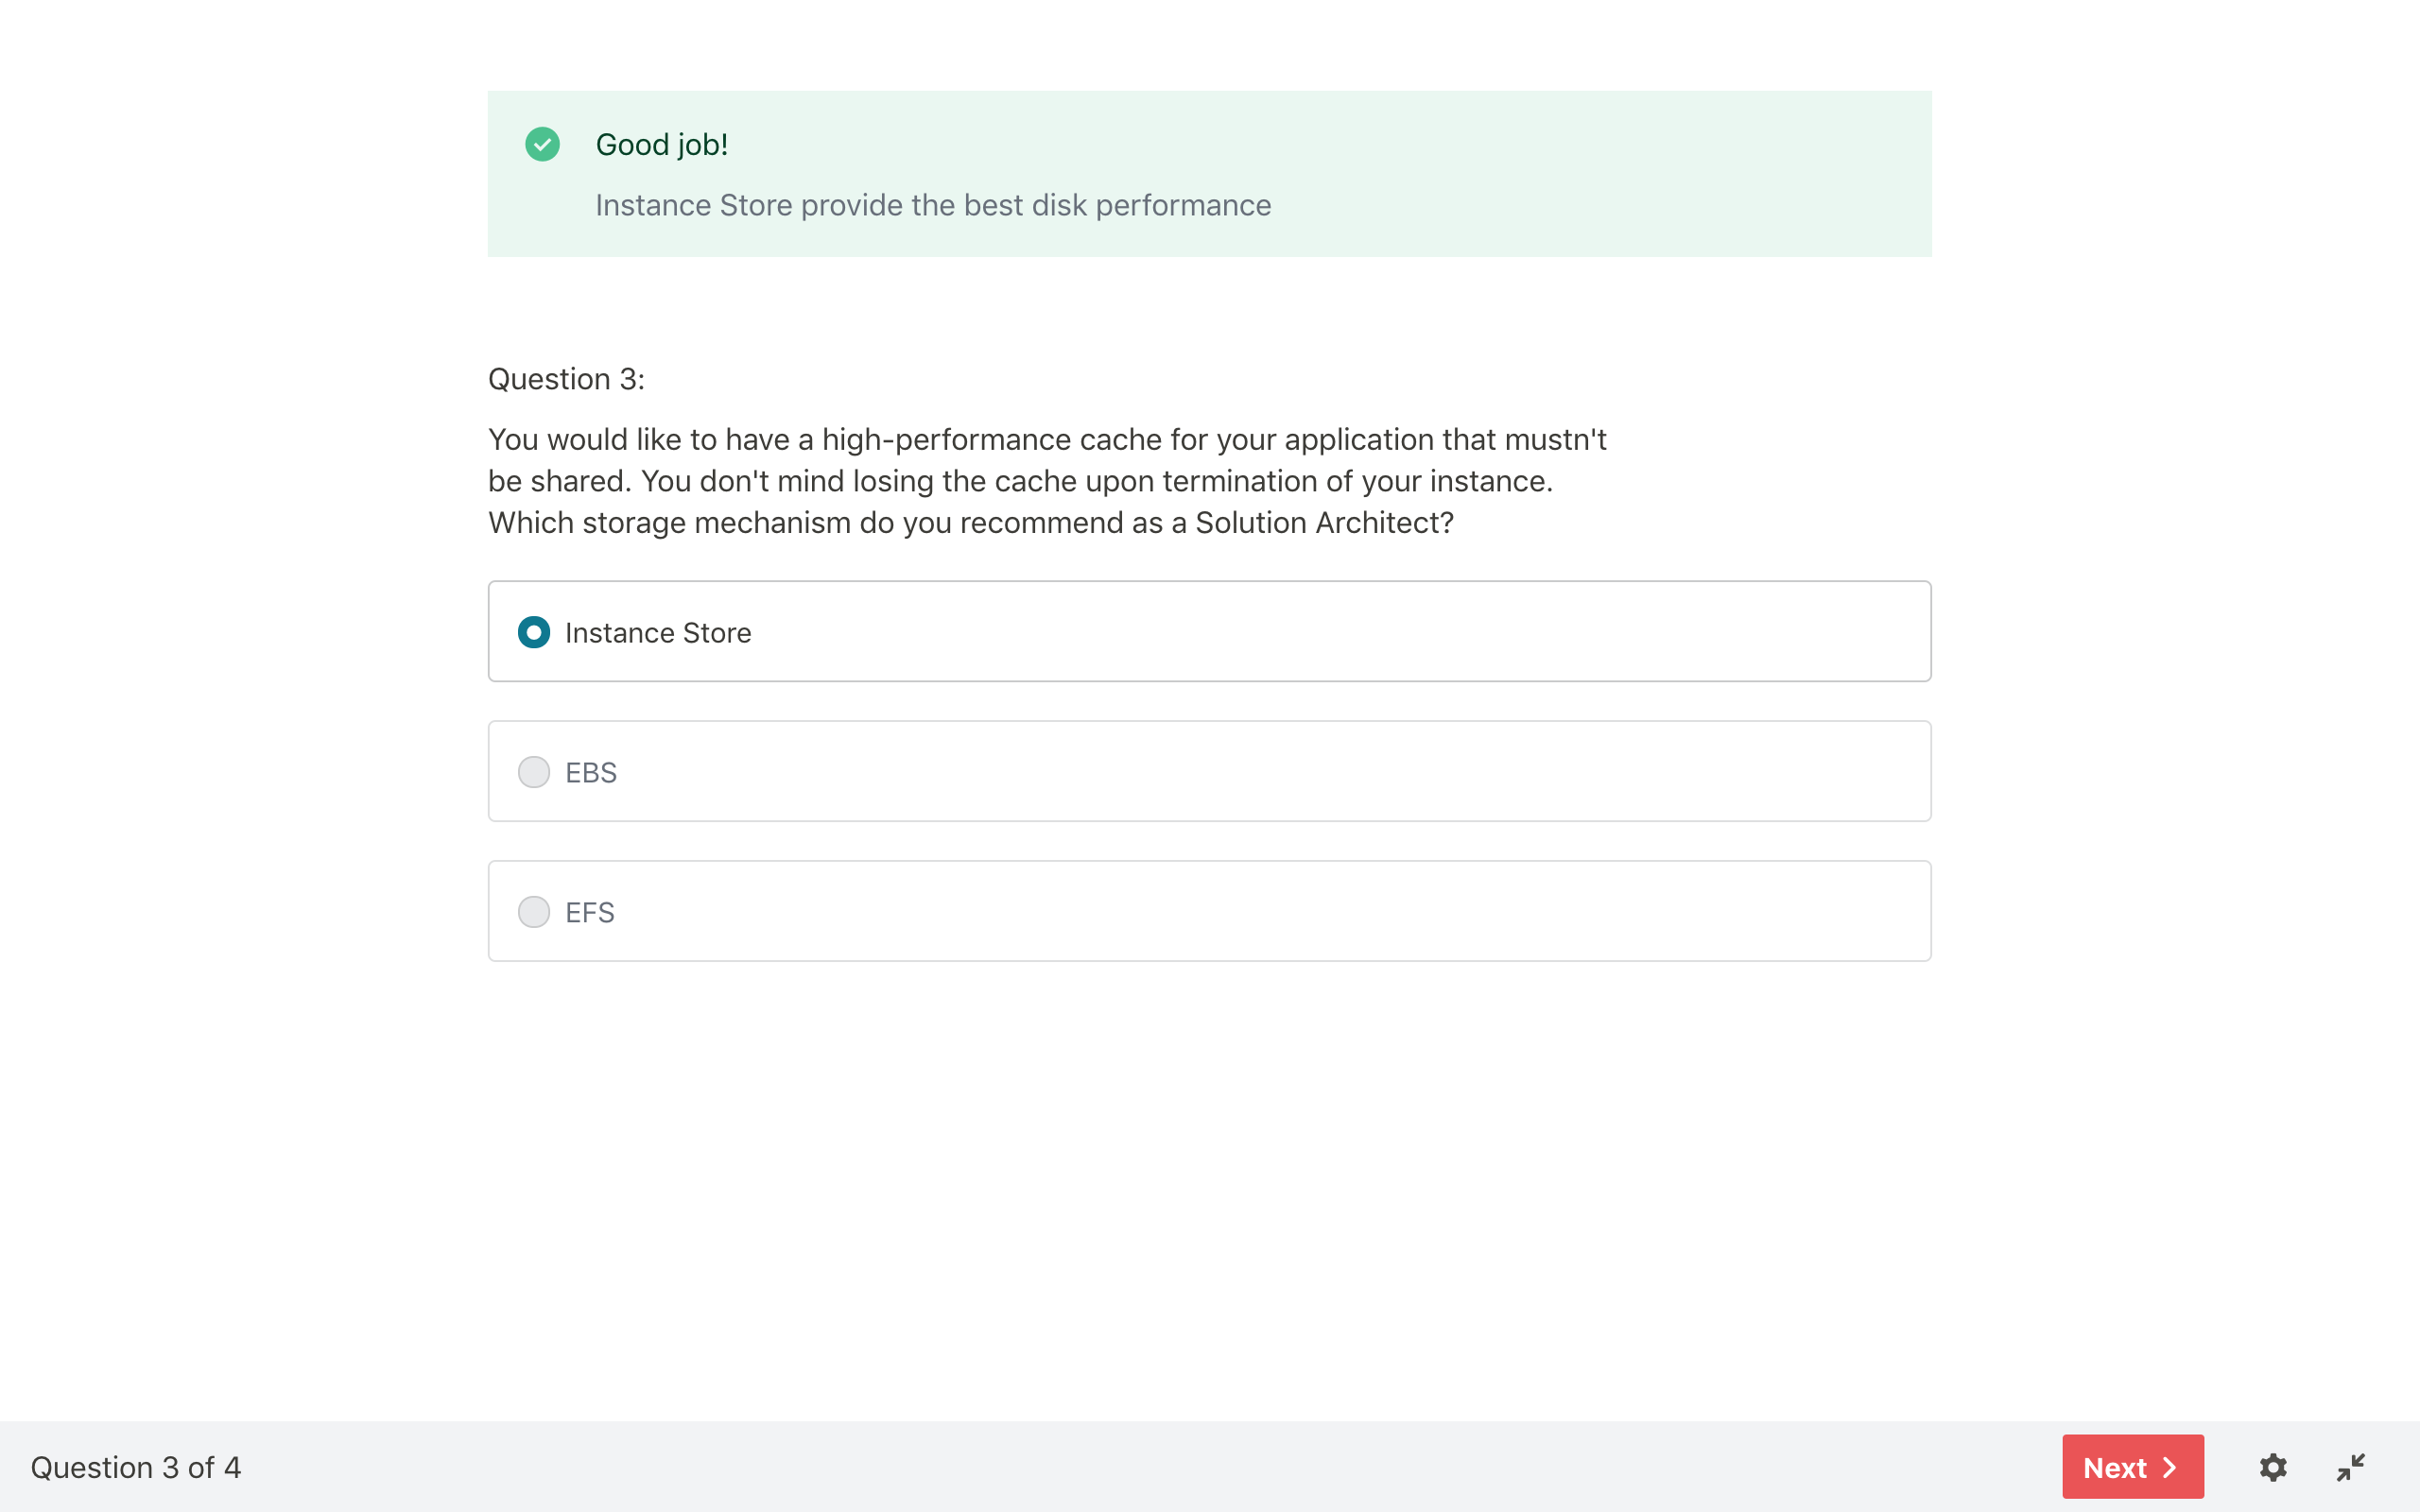 Good job!
Instance Store provide the best disk performance
Question 3:
You would like to have a high-performance cache for your application that mustn't
be shared. You don't mind losing the cache upon termination of your instance.
Which storage mechanism do you recommend as a Solution Architect?
Instance Store
EBS
EFS
Question 3 of 4
Next